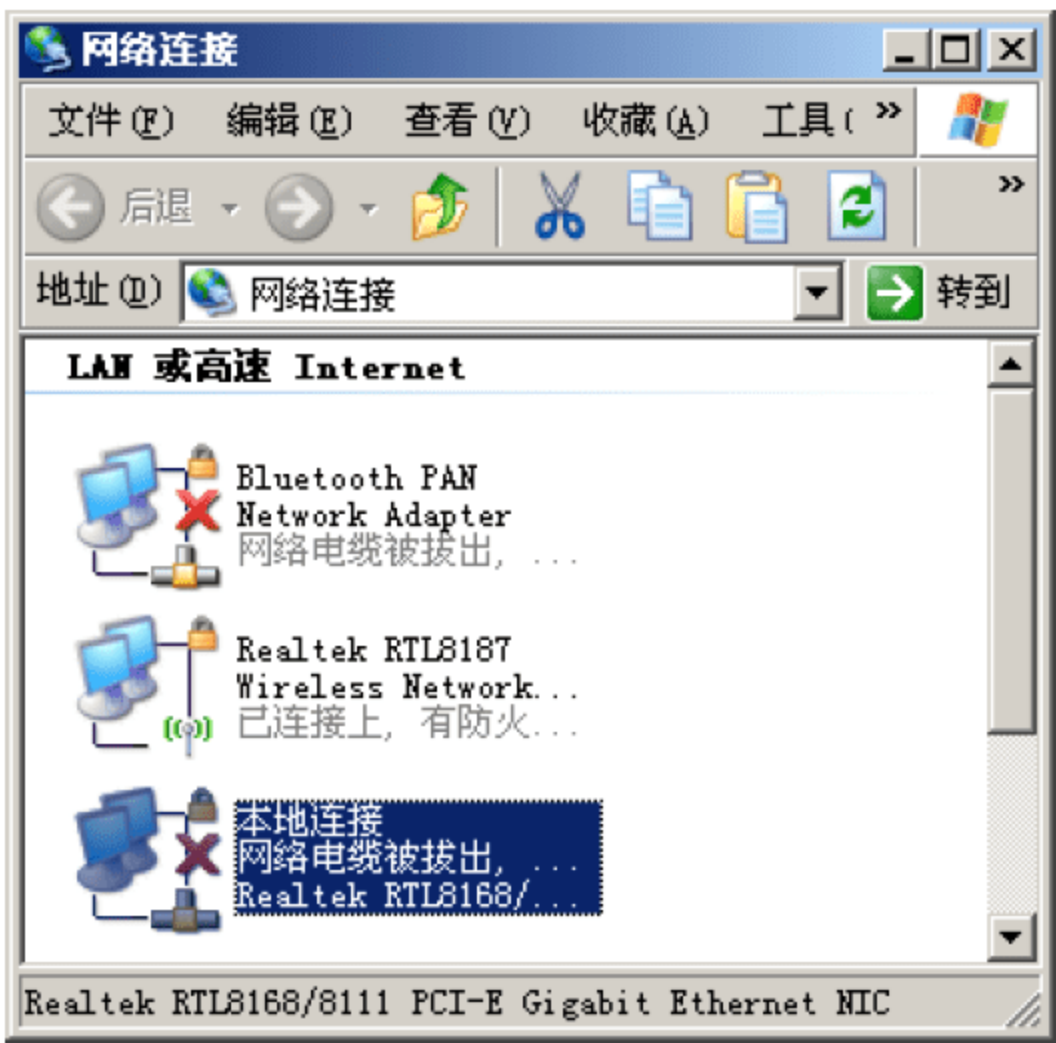 网络连接
文件(F) 编辑(E) 查看(V) 收藏(A) 工具( »
后退 »
地址(D) 网络连接 转到
LAN 或高速 Internet
Bluetooth PAN
Network Adapter
网络电缆被拔出, ...
Realtek RTL8187
Wireless Network...
已连接上, 有防火...
本地连接
网络电缆被拔出, ...
Realtek RTL8168/...
Realtek RTL8168/8111 PCI-E Gigabit Ethernet NIC